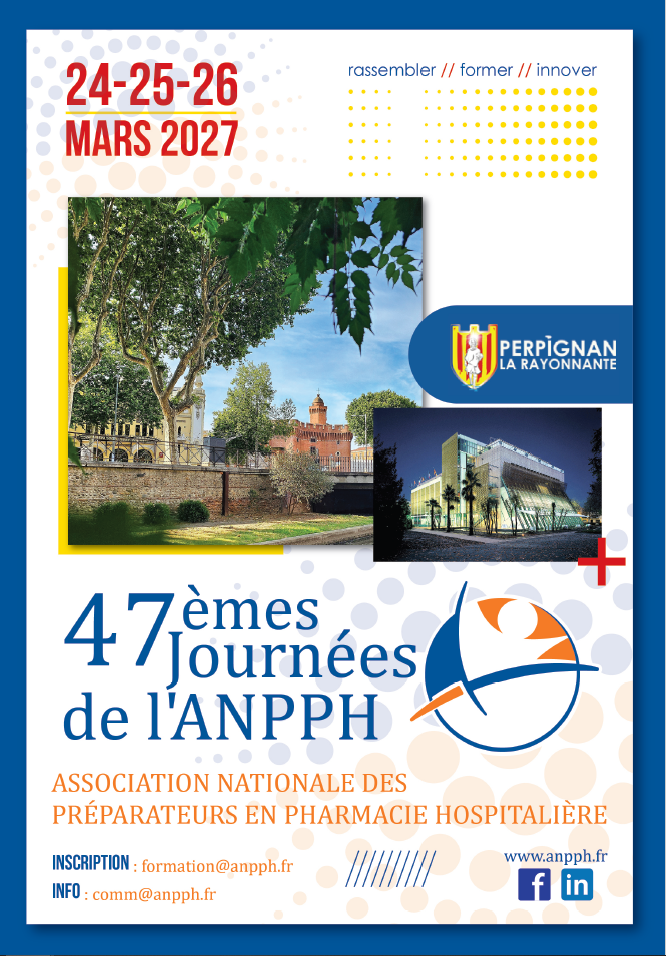 24-25-26
MARS 2027
rassembler // former // innover
PERPIGNAN
LA RAYONNANTE
47èmes
Journées
de l'ANPPH
ASSOCIATION NATIONALE DES
PRÉPARATEURS EN PHARMACIE HOSPITALIÈRE
INSCRIPTION : formation@anpph.fr
INFO : comm@anpph.fr
www.anpph.fr
f in